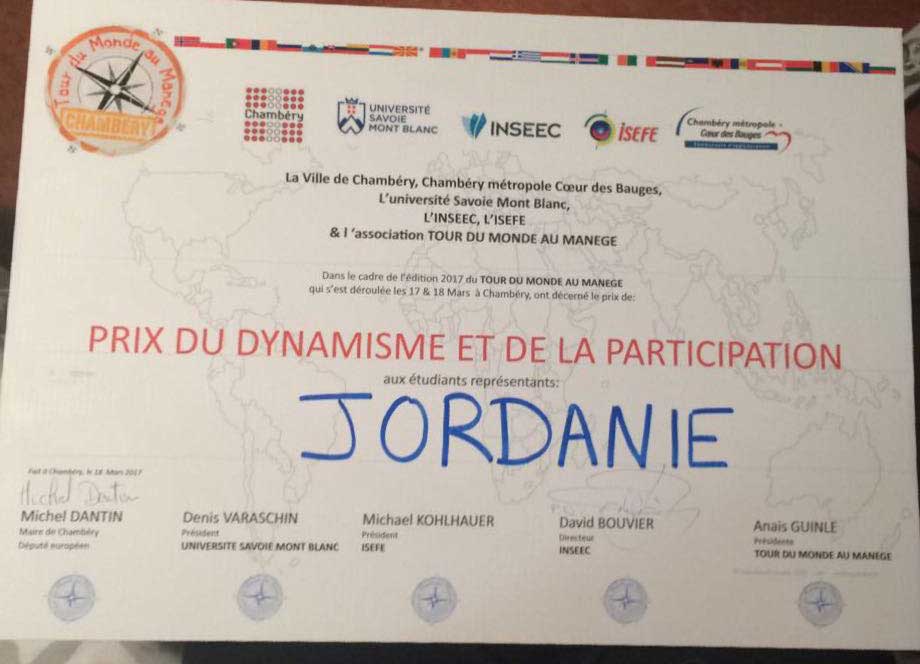 Tour du Monde au Manège
CHAMBÉRY
Chambéry
UNIVERSITÉ
SAVOIE
MONT BLANC
INSEEC
iSEFE
Chambéry métropole -
Cœur des Bauges
La Ville de Chambéry, Chambéry métropole Cœur des Bauges,
L'université Savoie Mont Blanc,
L'INSEEC, L'ISEFE
& l 'association TOUR DU MONDE AU MANEGE
Dans le cadre de l'édition 2017 du TOUR DU MONDE AU MANEGE
qui s'est déroulée les 17 & 18 Mars à Chambéry, ont décerné le prix de:
PRIX DU DYNAMISME ET DE LA PARTICIPATION
aux étudiants représentants:
JORDANIE
Fait à Chambéry, le 18 Mars 2017
Michel Dantin
Michel DANTIN
Maire de Chambéry
Député européen
Denis VARASCHIN
Président
UNIVERSITE SAVOIE MONT BLANC
Michael KOHLHAUER
Président
ISEFE
David BOUVIER
Directeur
INSEEC
Anais GUINLE
Présidente
TOUR DU MONDE AU MANEGE